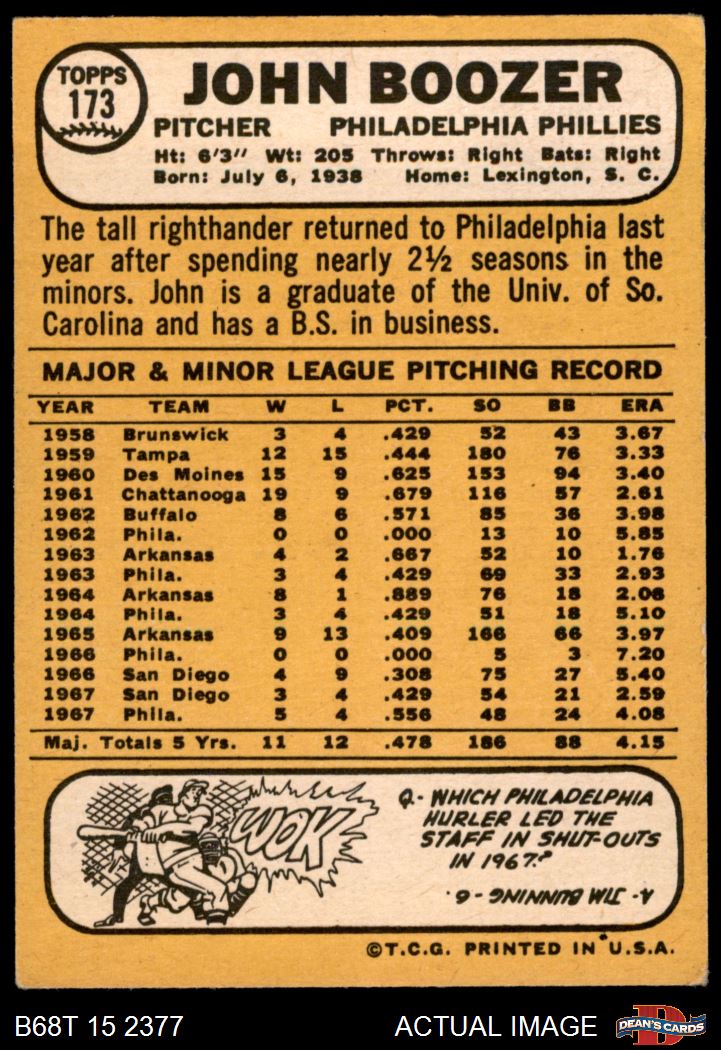 TOPPS
173
JOHN BOOZER
PITCHER PHILADELPHIA PHILLIES
Ht: 6'3" Wt: 205 Throws: Right Bats: Right
Born: July 6, 1938 Home: Lexington, S. C.
The tall righthander returned to Philadelphia last
year after spending nearly 2½ seasons in the
minors. John is a graduate of the Univ. of So.
Carolina and has a B.S. in business.
MAJOR & MINOR LEAGUE PITCHING RECORD
YEAR TEAM W L PCT. SO BB ERA
1958 Brunswick 3 4 .429 52 43 3.67
1959 Tampa 12 15 .444 180 76 3.33
1960 Des Moines 15 9 .625 153 94 3.40
1961 Chattanooga 19 9 .679 116 57 2.61
1962 Buffalo 8 6 .571 85 36 3.98
1962 Phila. 0 0 .000 13 10 5.85
1963 Arkansas 4 2 .667 52 10 1.76
1963 Phila. 3 4 .429 69 33 2.93
1964 Arkansas 8 1 .889 76 18 2.06
1964 Phila. 3 4 .429 51 18 5.10
1965 Arkansas 9 13 .409 166 66 3.97
1966 Phila. 0 0 .000 5 3 7.20
1966 San Diego 4 9 .308 75 27 5.40
1967 San Diego 3 4 .429 54 21 2.59
1967 Phila. 5 4 .556 48 24 4.08
Maj. Totals 5 Yrs. 11 12 .478 186 88 4.15
WOK
Q- WHICH PHILADELPHIA
HURLER LED THE
STAFF IN SHUT-OUTS
IN 1967?
A- JIM BUNNING - 6.
©T.C.G. PRINTED IN U.S.A.
B68T 15 2377 ACTUAL IMAGE
D
DEAN'S CARDS